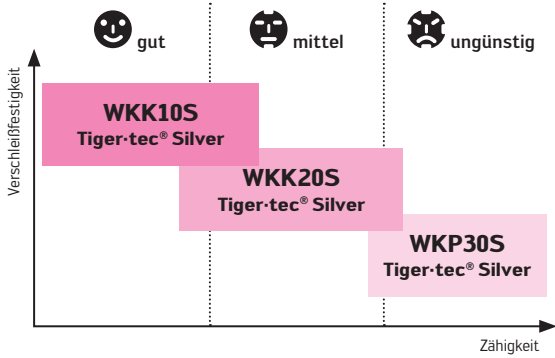 gut
mittel
ungünstig
Verschleißfestigkeit
WKK10S
Tiger·tec® Silver
WKK20S
Tiger·tec® Silver
WKP30S
Tiger·tec® Silver
Zähigkeit